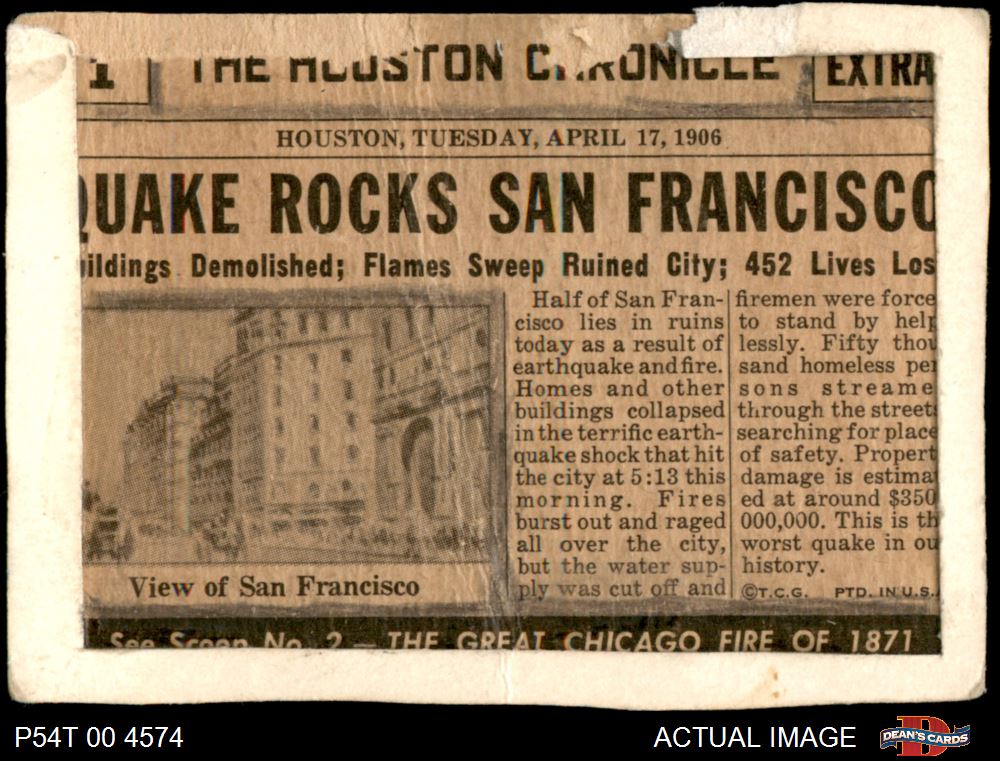 1 THE HOUSTON CHRONICLE EXTRA
HOUSTON, TUESDAY, APRIL 17, 1906
QUAKE ROCKS SAN FRANCISCO
ildings Demolished; Flames Sweep Ruined City; 452 Lives Los
Half of San Fran-
cisco lies in ruins
today as a result of
earthquake and fire.
Homes and other
buildings collapsed
in the terrific earth-
quake shock that hit
the city at 5:13 this
morning. Fires
burst out and raged
all over the city,
but the water sup-
ply was cut off and
firemen were force
to stand by help
lessly. Fifty thou
sand homeless per
sons streame
through the street
searching for place
of safety. Propert
damage is estimat
ed at around $350
000,000. This is th
worst quake in ou
history.
©T.C.G. PTD. IN U.S.A
View of San Francisco
See Scoop No. 2 — THE GREAT CHICAGO FIRE OF 1871
P54T 00 4574
ACTUAL IMAGE
DEAN'S CARDS